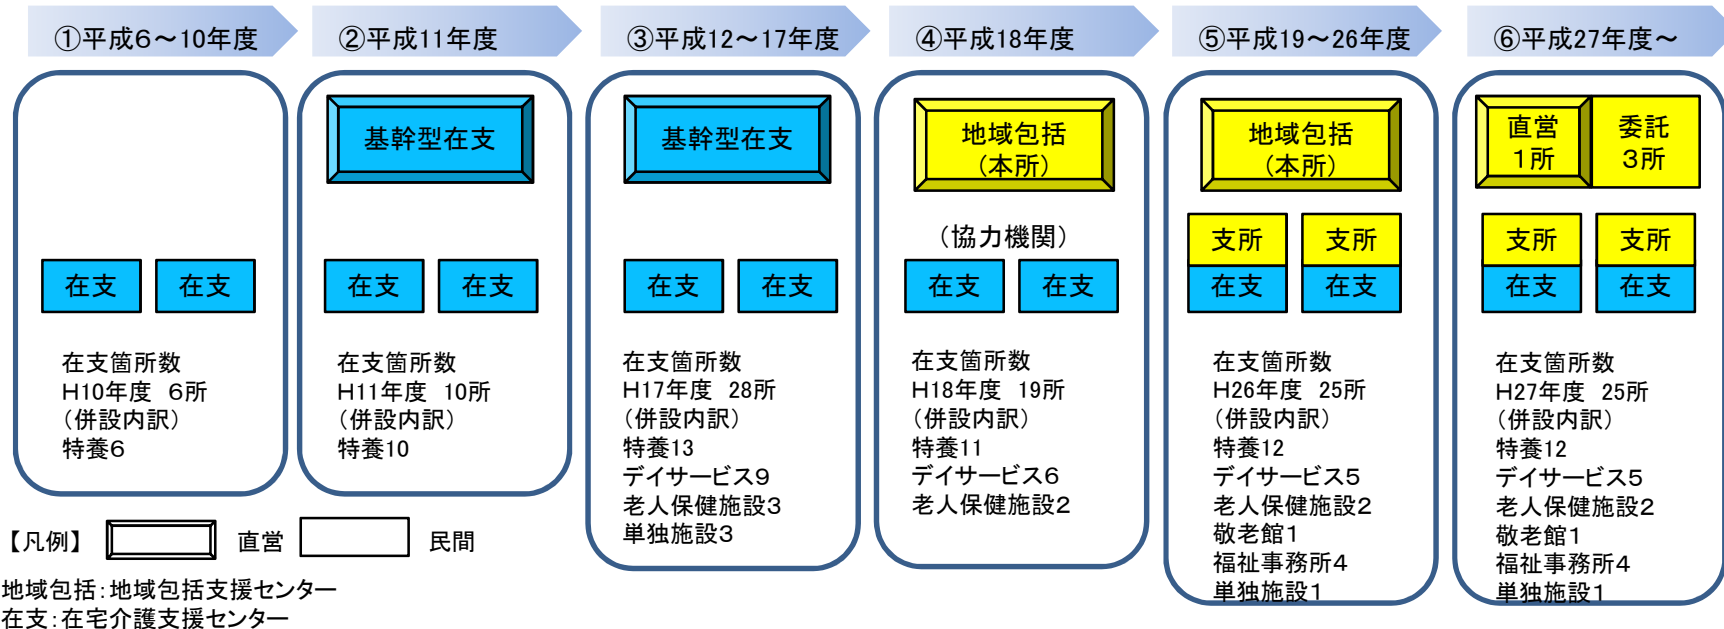 ①平成6～10年度
②平成11年度
③平成12～17年度
④平成18年度
⑤平成19～26年度
⑥平成27年度～
在支
在支
在支箇所数
H10年度 6所
(併設内訳)
特養6
基幹型在支
在支
在支
在支箇所数
H11年度 10所
(併設内訳)
特養10
基幹型在支
在支
在支
在支箇所数
H17年度 28所
(併設内訳)
特養13
デイサービス9
老人保健施設3
単独施設3
地域包括
(本所)
(協力機関)
在支
在支
在支箇所数
H18年度 19所
(併設内訳)
特養11
デイサービス6
老人保健施設2
地域包括
(本所)
支所
支所
在支
在支
在支箇所数
H26年度 25所
(併設内訳)
特養12
デイサービス5
老人保健施設2
敬老館1
福祉事務所4
単独施設1
直営
1所
委託
3所
支所
支所
在支
在支
在支箇所数
H27年度 25所
(併設内訳)
特養12
デイサービス5
老人保健施設2
敬老館1
福祉事務所4
単独施設1
【凡例】 直営 民間
地域包括:地域包括支援センター
在支:在宅介護支援センター